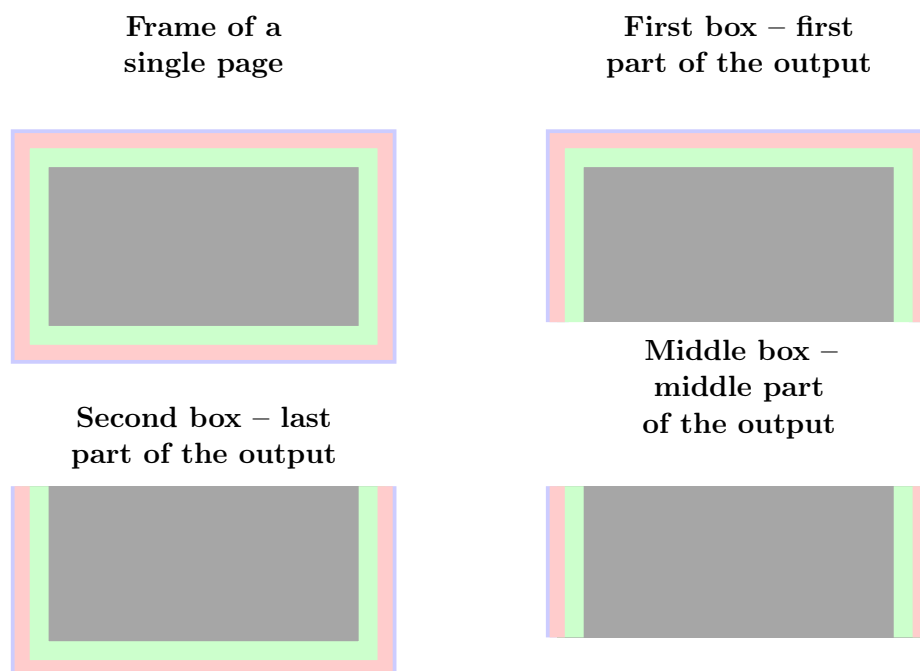 Frame of a
single page
First box – first
part of the output
Second box – last
part of the output
Middle box –
middle part
of the output